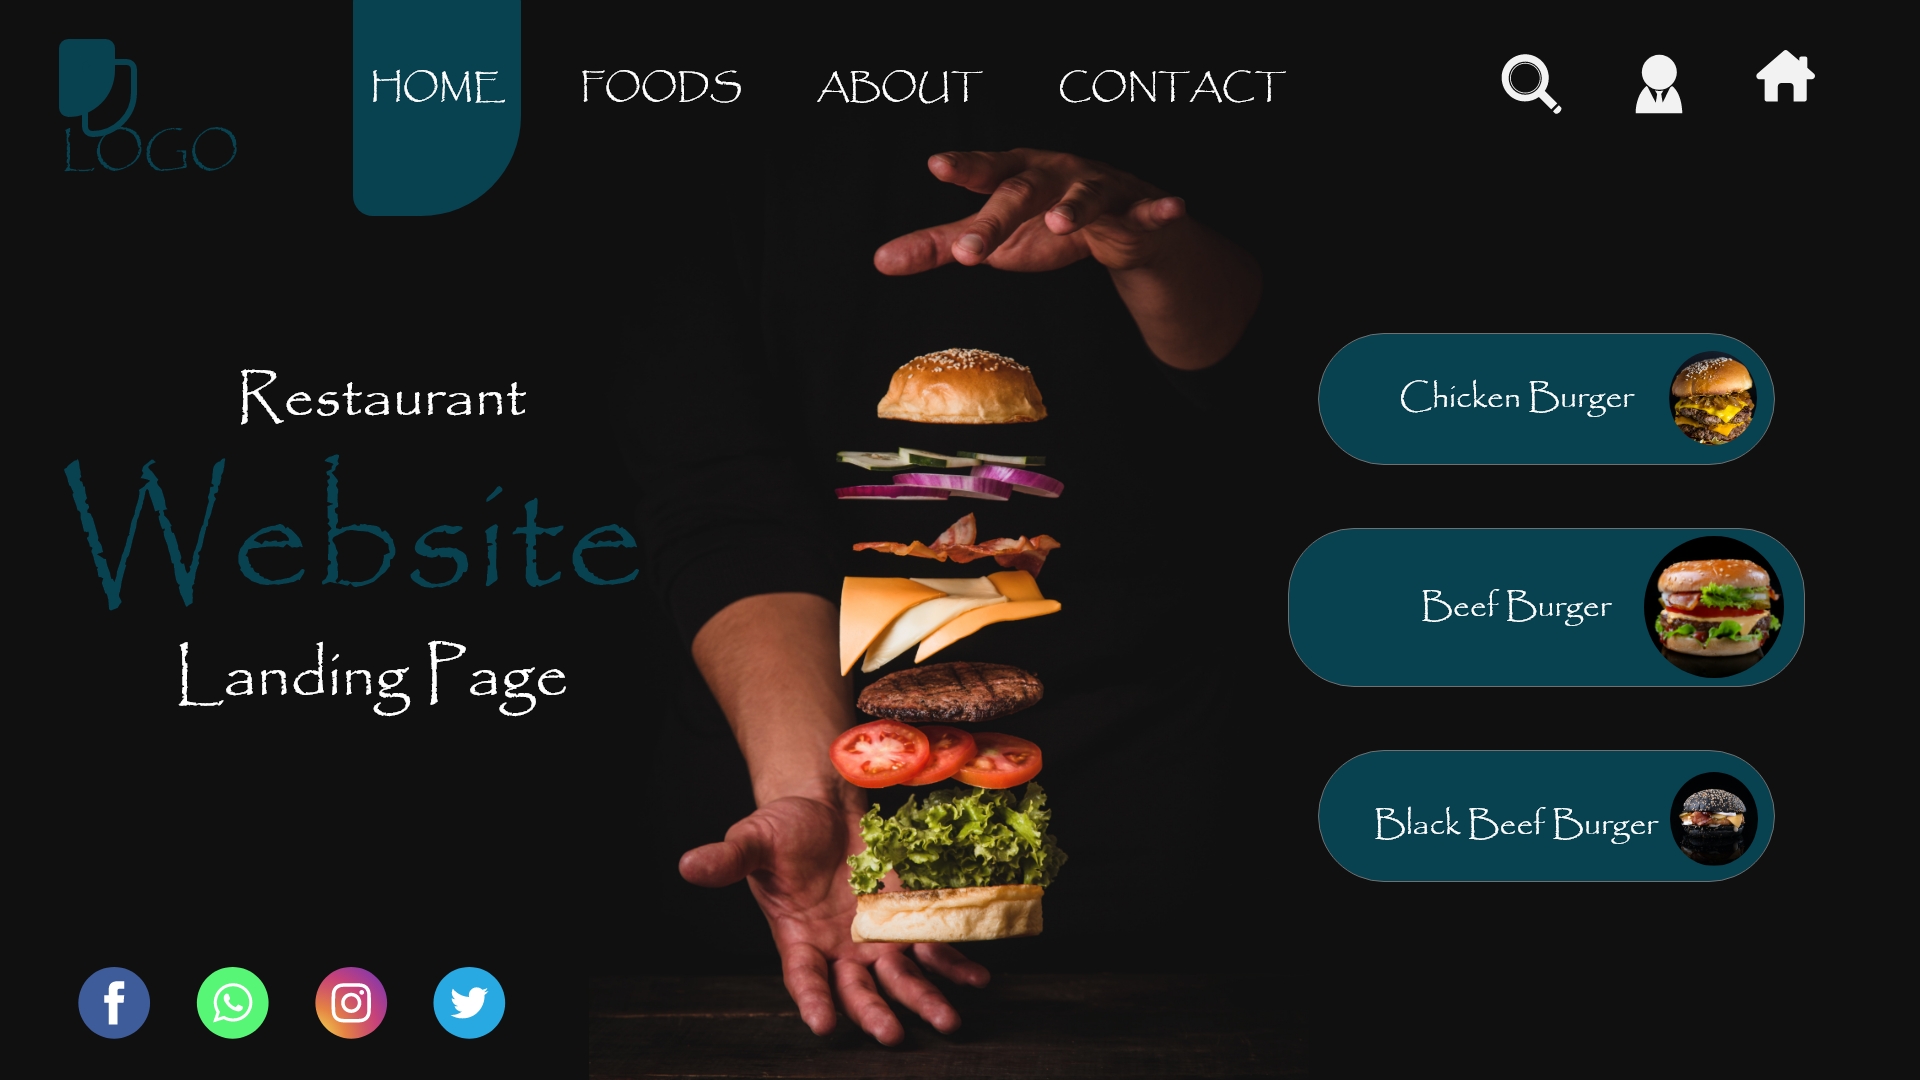 LOGO
HOME
FOODS
ABOUT
CONTACT
Restaurant
Website
Landing Page
Chicken Burger
Beef Burger
Black Beef Burger